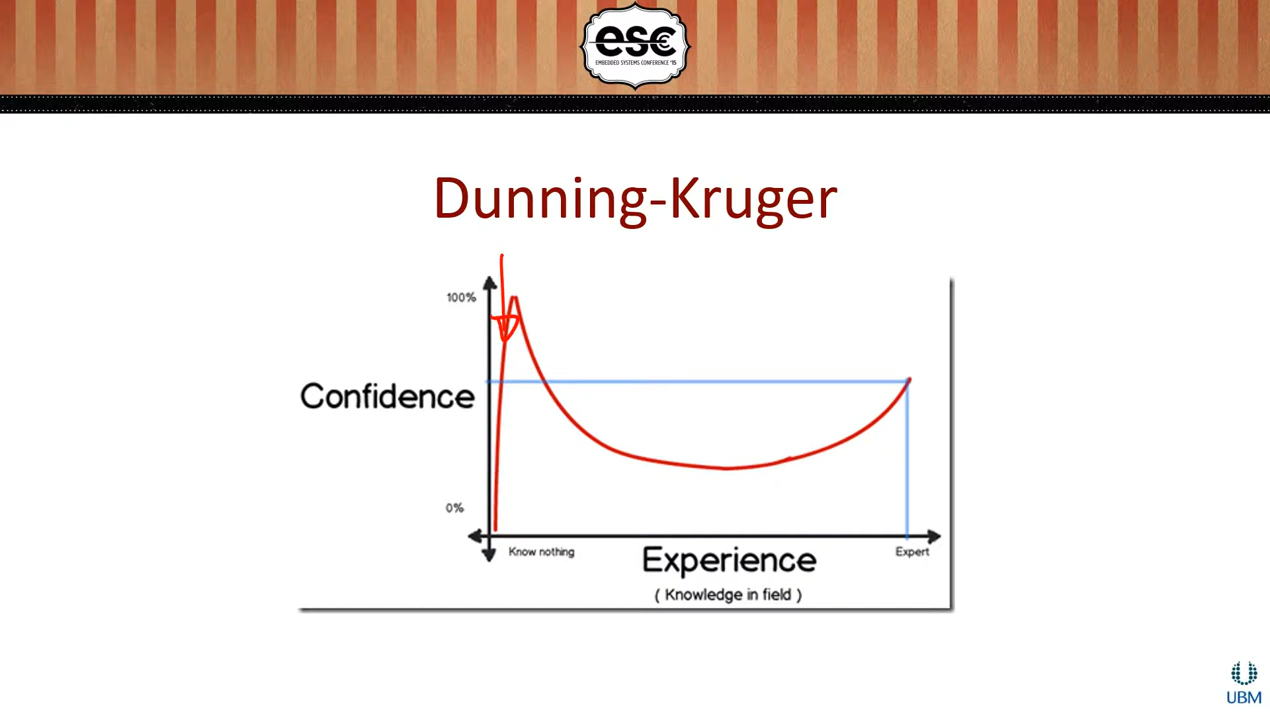 esc
EMBEDDED SYSTEMS CONFERENCE '15
Dunning-Kruger
100%
Confidence
0%
Know nothing
Expert
Experience
( Knowledge in field )
UBM